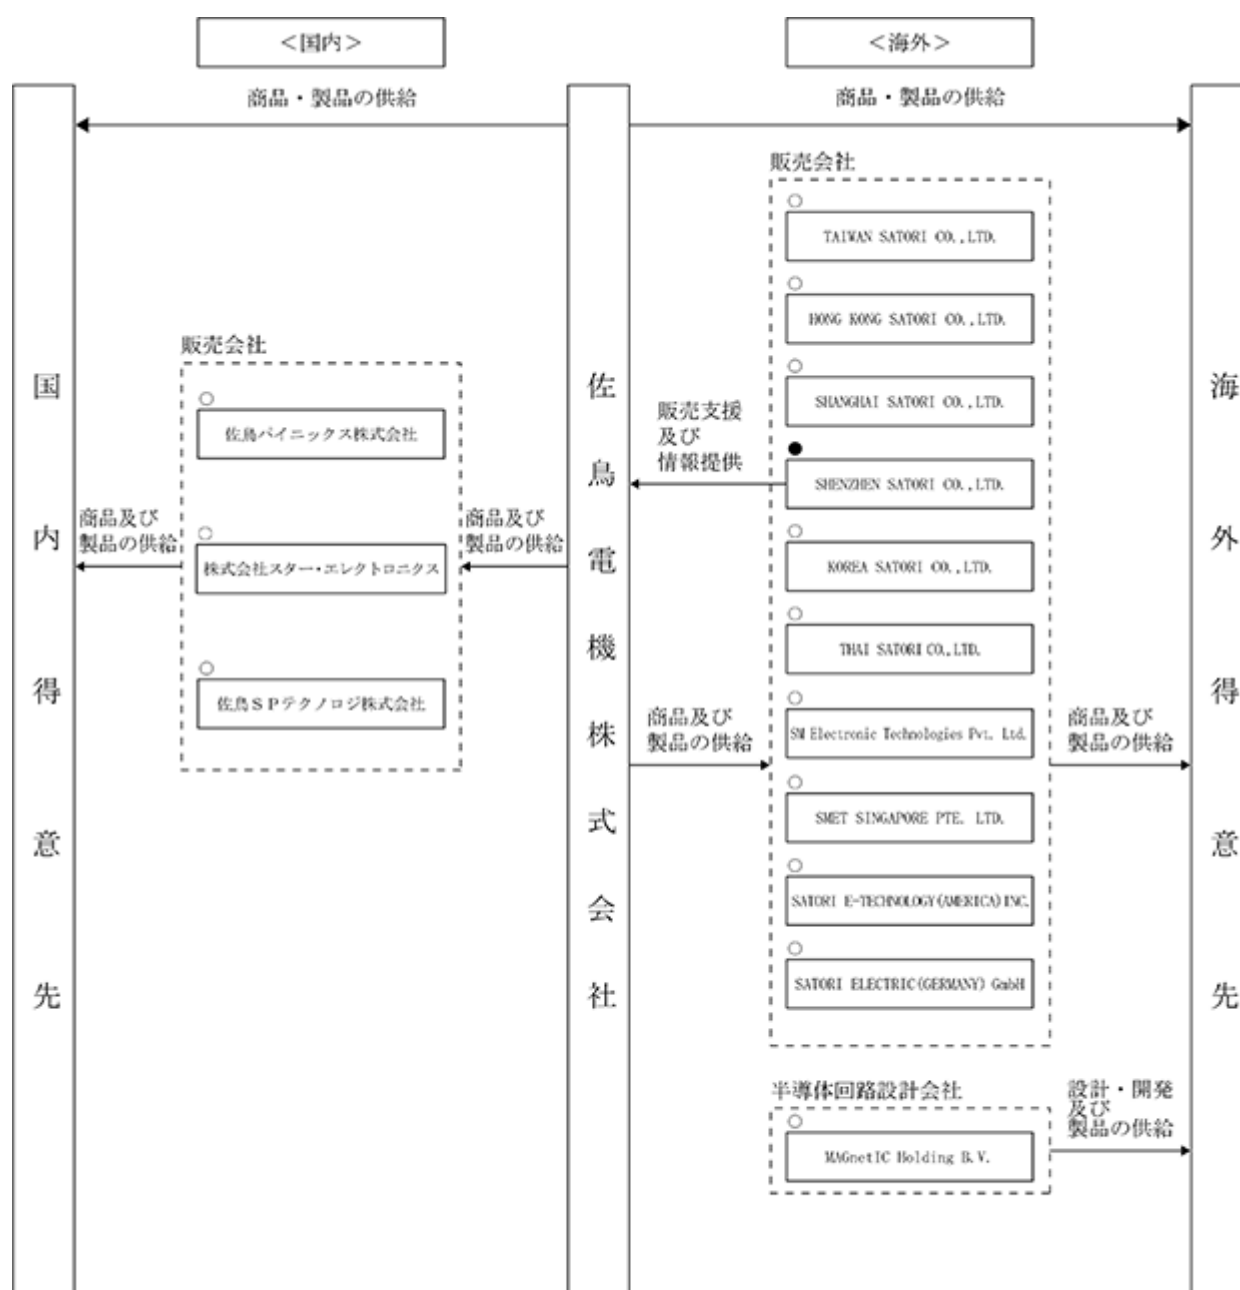 ＜国内＞
＜海外＞
商品・製品の供給
商品・製品の供給
国内得意先
販売会社
○
佐鳥パイニックス株式会社
○
株式会社スター・エレクトロニクス
○
佐鳥ＳＰテクノロジ株式会社
商品及び
製品の供給
商品及び
製品の供給
佐鳥電機株式会社
販売支援
及び
情報提供
商品及び
製品の供給
販売会社
○
TAIWAN SATORI CO.,LTD.
○
HONG KONG SATORI CO.,LTD.
○
SHANGHAI SATORI CO.,LTD.
●
SHENZHEN SATORI CO.,LTD.
○
KOREA SATORI CO.,LTD.
○
THAI SATORI CO.,LTD.
○
SM Electronic Technologies Pvt. Ltd.
○
SMET SINGAPORE PTE. LTD.
○
SATORI E-TECHNOLOGY(AMERICA)INC.
○
SATORI ELECTRIC(GERMANY) GmbH
商品及び
製品の供給
半導体回路設計会社
○
MAGnetIC Holding B.V.
設計・開発
及び
製品の供給
海外得意先